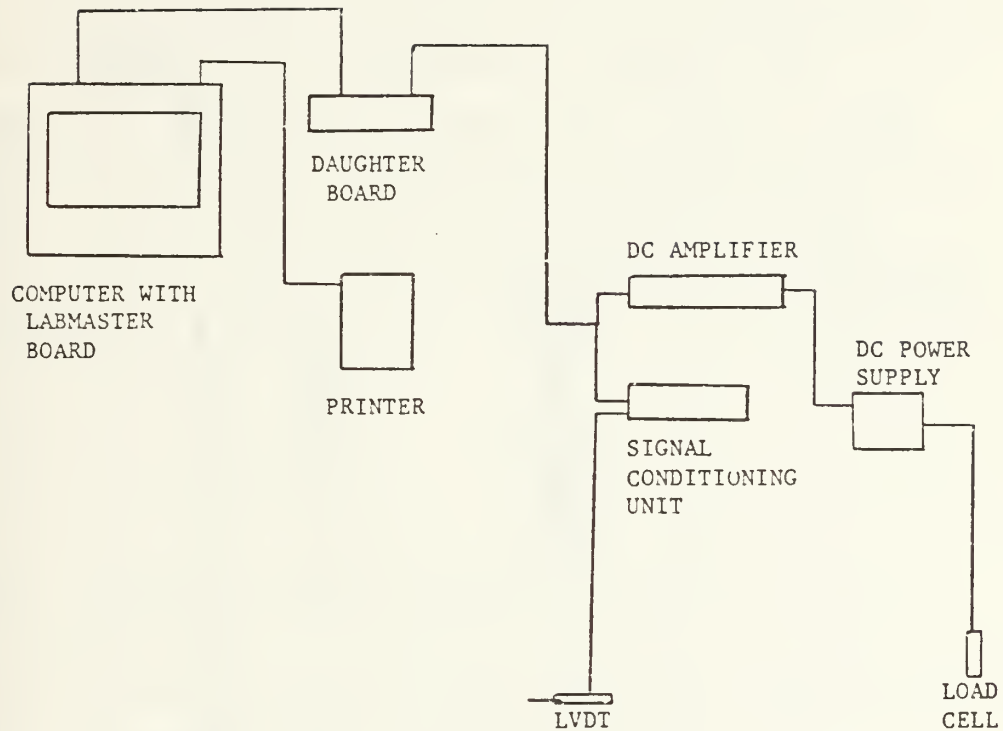 DAUGHTER
BOARD
COMPUTER WITH
LABMASTER
BOARD
PRINTER
DC AMPLIFIER
DC POWER
SUPPLY
SIGNAL
CONDITIONING
UNIT
LVDT
LOAD
CELL